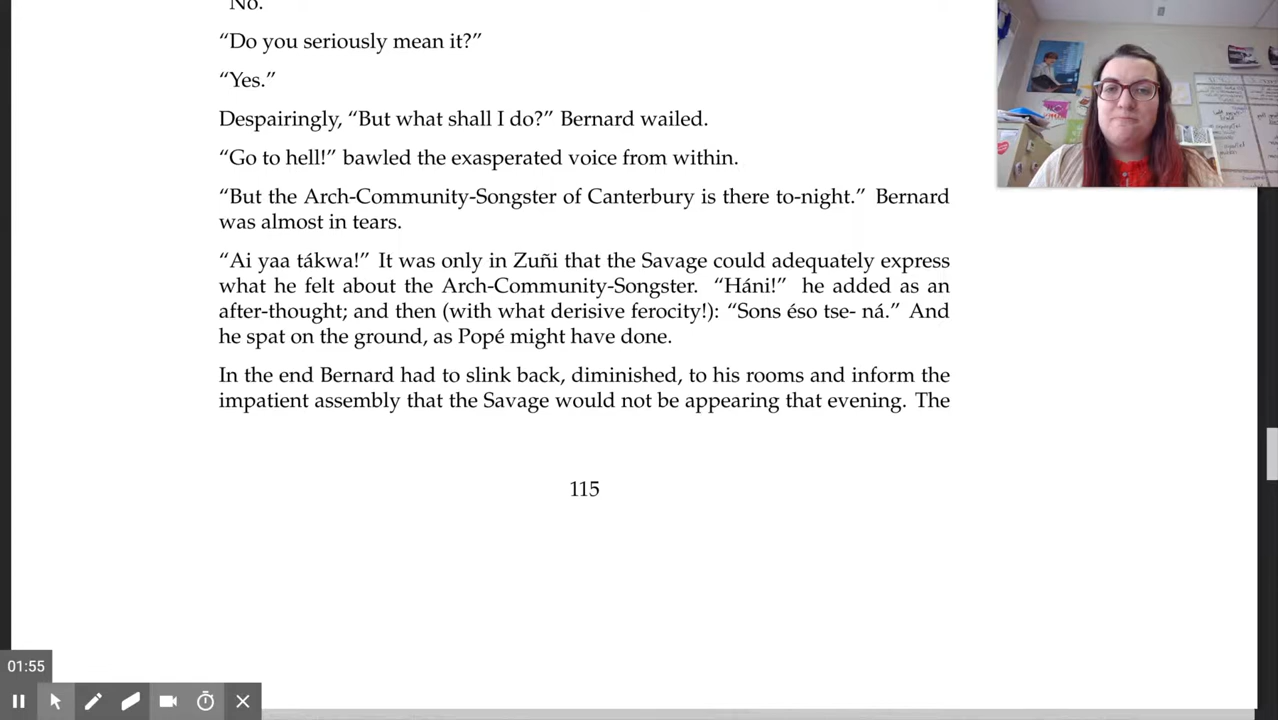 “No.”
“Do you seriously mean it?”
“Yes.”
Despairingly, “But what shall I do?” Bernard wailed.
“Go to hell!” bawled the exasperated voice from within.
“But the Arch-Community-Songster of Canterbury is there to-night.” Bernard
was almost in tears.
“Ai yaa tákwa!” It was only in Zuñi that the Savage could adequately express
what he felt about the Arch-Community-Songster. “Háni!” he added as an
after-thought; and then (with what derisive ferocity!): “Sons éso tse- ná.” And
he spat on the ground, as Popé might have done.
In the end Bernard had to slink back, diminished, to his rooms and inform the
impatient assembly that the Savage would not be appearing that evening. The
115
01:55